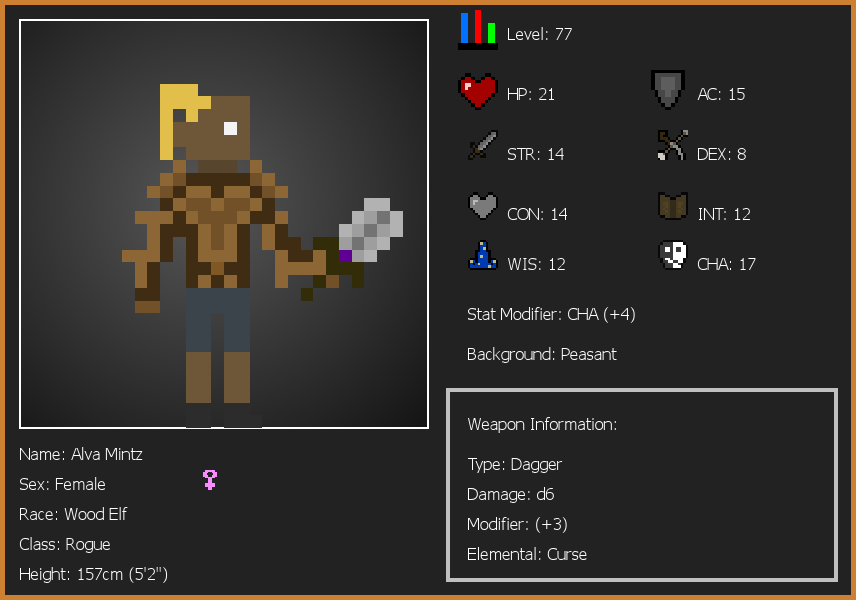 Level: 77
HP: 21
AC: 15
STR: 14
DEX: 8
CON: 14
INT: 12
WIS: 12
CHA: 17
Stat Modifier: CHA (+4)
Background: Peasant
Weapon Information:
Type: Dagger
Damage: d6
Modifier: (+3)
Elemental: Curse
Name: Alva Mintz
Sex: Female
Race: Wood Elf
Class: Rogue
Height: 157cm (5'2")